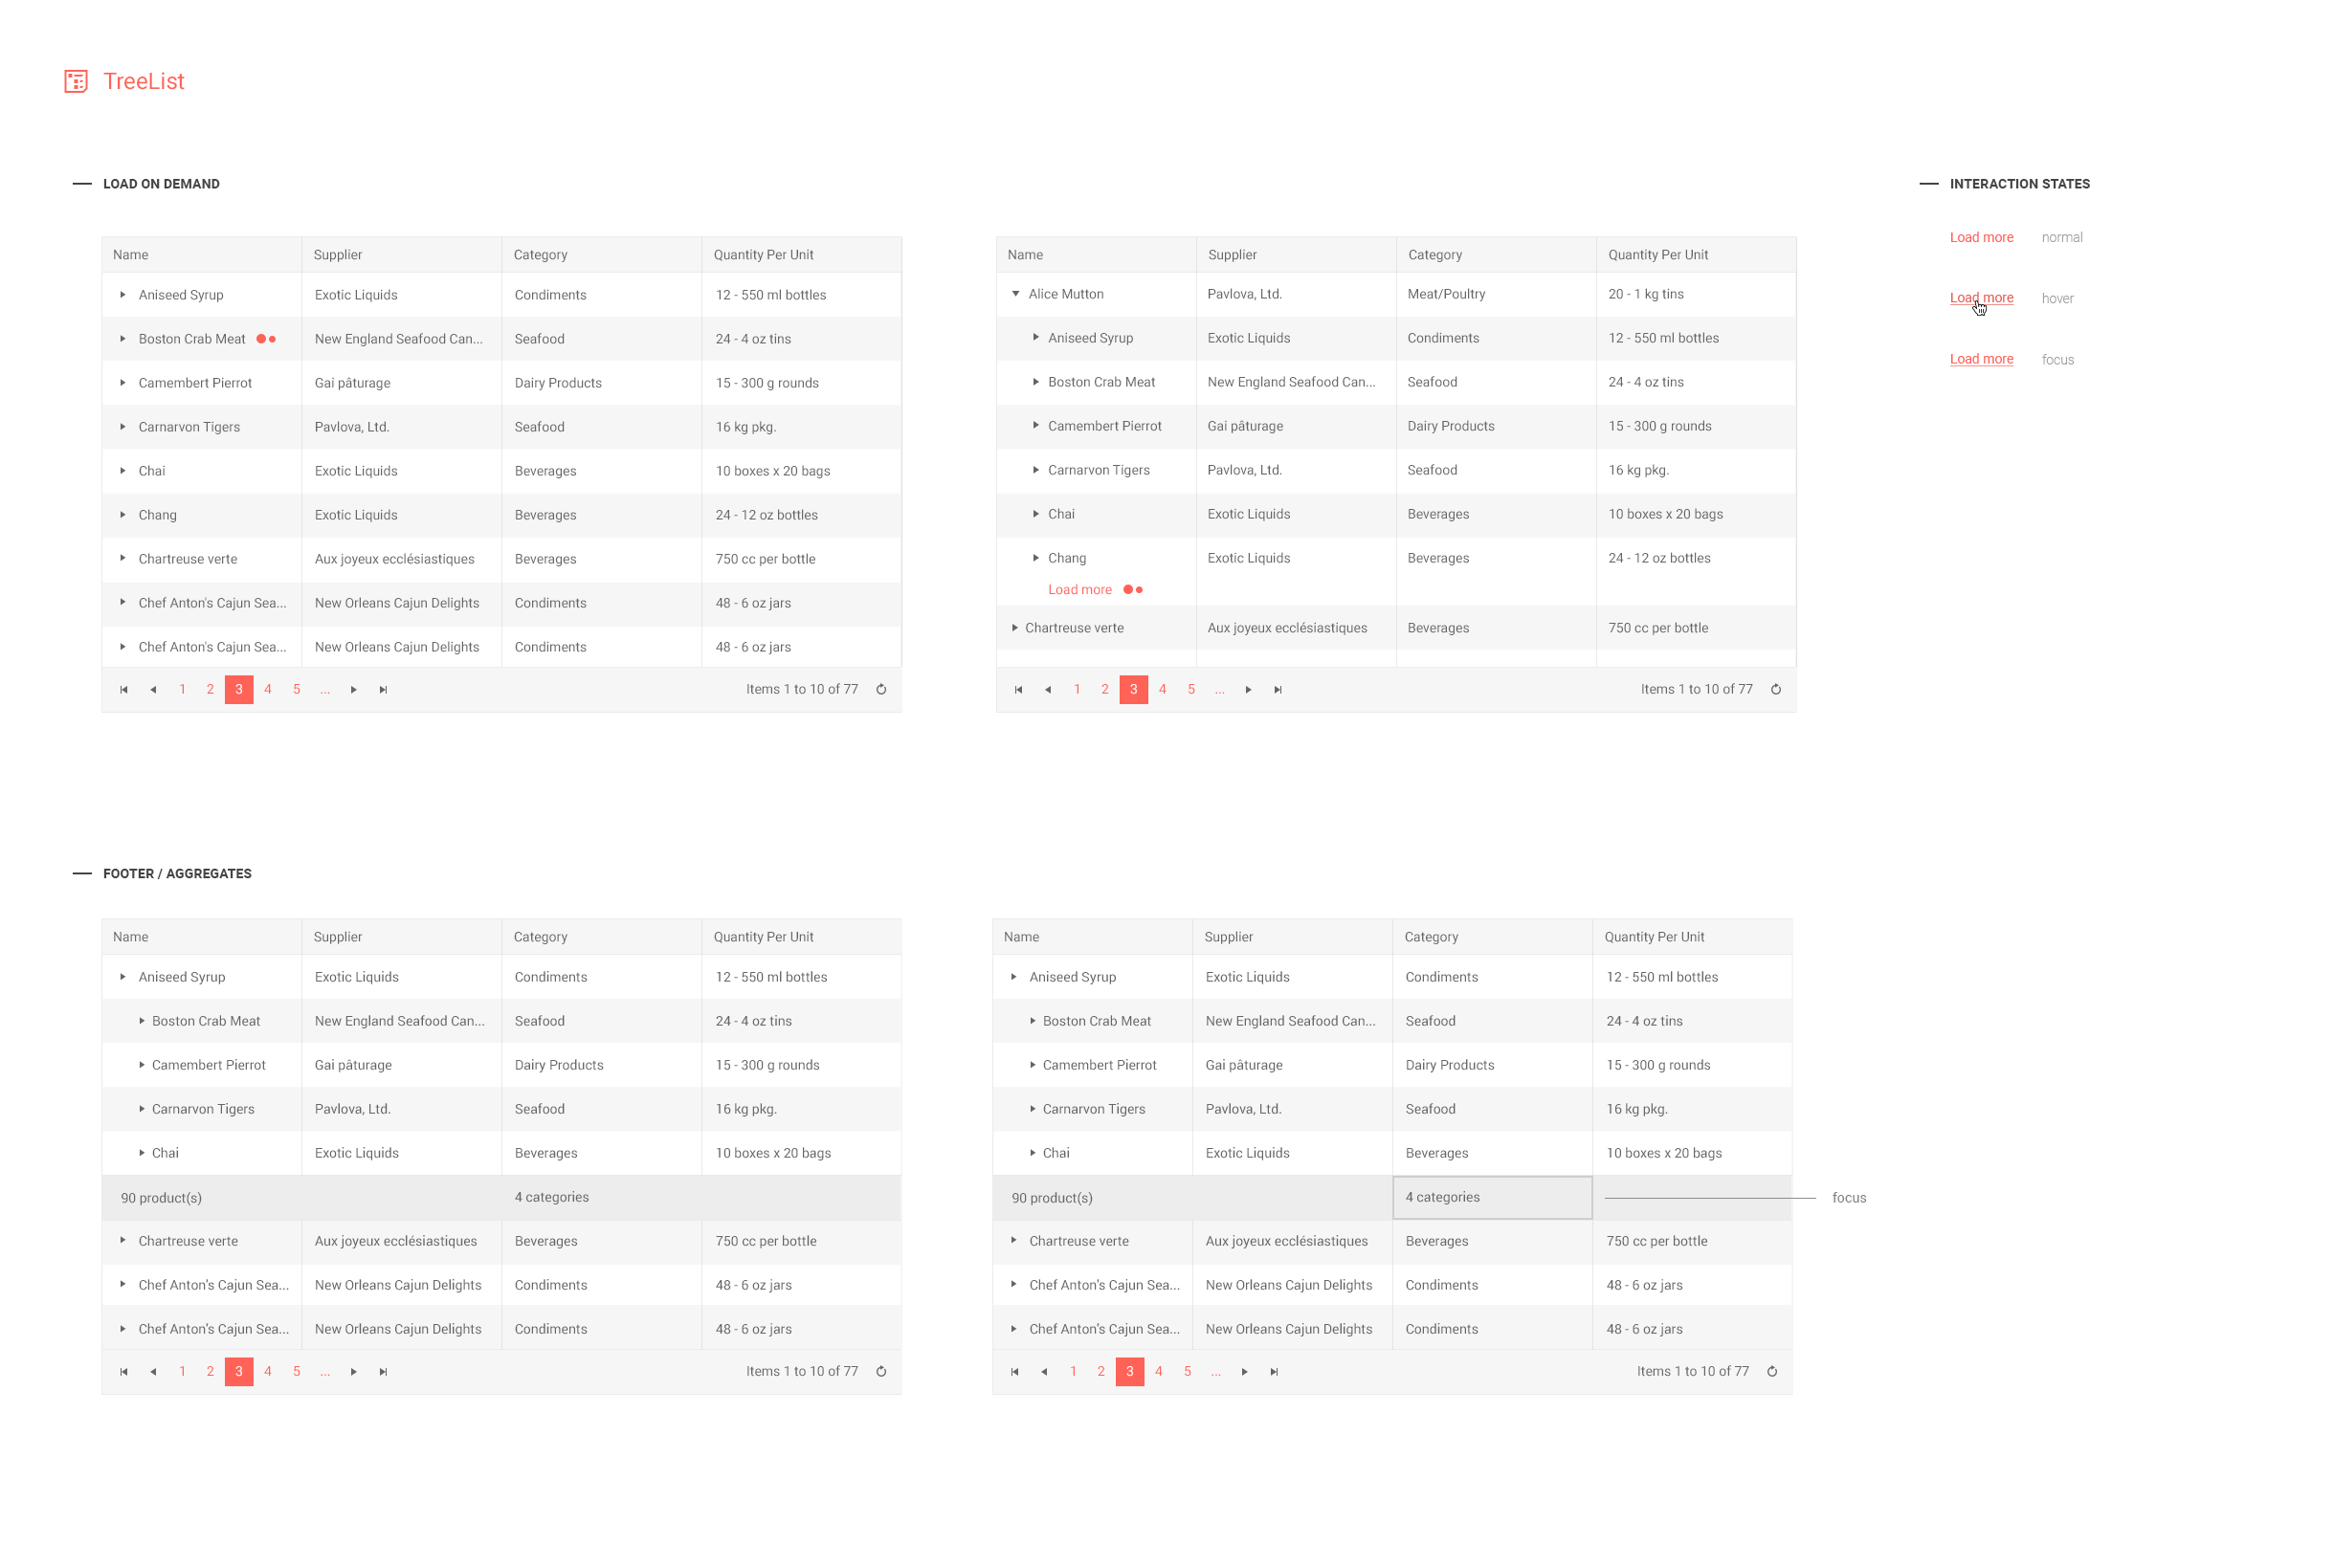 TreeList
LOAD ON DEMAND
Name Supplier Category Quantity Per Unit
Aniseed Syrup Exotic Liquids Condiments 12 - 550 ml bottles
Boston Crab Meat New England Seafood Can... Seafood 24 - 4 oz tins
Camembert Pierrot Gai pâturage Dairy Products 15 - 300 g rounds
Carnarvon Tigers Pavlova, Ltd. Seafood 16 kg pkg.
Chai Exotic Liquids Beverages 10 boxes x 20 bags
Chang Exotic Liquids Beverages 24 - 12 oz bottles
Chartreuse verte Aux joyeux ecclésiastiques Beverages 750 cc per bottle
Chef Anton's Cajun Sea... New Orleans Cajun Delights Condiments 48 - 6 oz jars
Chef Anton's Cajun Sea... New Orleans Cajun Delights Condiments 48 - 6 oz jars
1 2 3 4 5 ... Items 1 to 10 of 77
Name Supplier Category Quantity Per Unit
Alice Mutton Pavlova, Ltd. Meat/Poultry 20 - 1 kg tins
Aniseed Syrup Exotic Liquids Condiments 12 - 550 ml bottles
Boston Crab Meat New England Seafood Can... Seafood 24 - 4 oz tins
Camembert Pierrot Gai pâturage Dairy Products 15 - 300 g rounds
Carnarvon Tigers Pavlova, Ltd. Seafood 16 kg pkg.
Chai Exotic Liquids Beverages 10 boxes x 20 bags
Chang Exotic Liquids Beverages 24 - 12 oz bottles
Load more
Chartreuse verte Aux joyeux ecclésiastiques Beverages 750 cc per bottle
1 2 3 4 5 ... Items 1 to 10 of 77
INTERACTION STATES
Load more normal
Load more hover
Load more focus
FOOTER / AGGREGATES
Name Supplier Category Quantity Per Unit
Aniseed Syrup Exotic Liquids Condiments 12 - 550 ml bottles
Boston Crab Meat New England Seafood Can... Seafood 24 - 4 oz tins
Camembert Pierrot Gai pâturage Dairy Products 15 - 300 g rounds
Carnarvon Tigers Pavlova, Ltd. Seafood 16 kg pkg.
Chai Exotic Liquids Beverages 10 boxes x 20 bags
90 product(s) 4 categories
Chartreuse verte Aux joyeux ecclésiastiques Beverages 750 cc per bottle
Chef Anton's Cajun Sea... New Orleans Cajun Delights Condiments 48 - 6 oz jars
Chef Anton's Cajun Sea... New Orleans Cajun Delights Condiments 48 - 6 oz jars
1 2 3 4 5 ... Items 1 to 10 of 77
Name Supplier Category Quantity Per Unit
Aniseed Syrup Exotic Liquids Condiments 12 - 550 ml bottles
Boston Crab Meat New England Seafood Can... Seafood 24 - 4 oz tins
Camembert Pierrot Gai pâturage Dairy Products 15 - 300 g rounds
Carnarvon Tigers Pavlova, Ltd. Seafood 16 kg pkg.
Chai Exotic Liquids Beverages 10 boxes x 20 bags
90 product(s) 4 categories focus
Chartreuse verte Aux joyeux ecclésiastiques Beverages 750 cc per bottle
Chef Anton's Cajun Sea... New Orleans Cajun Delights Condiments 48 - 6 oz jars
Chef Anton's Cajun Sea... New Orleans Cajun Delights Condiments 48 - 6 oz jars
1 2 3 4 5 ... Items 1 to 10 of 77